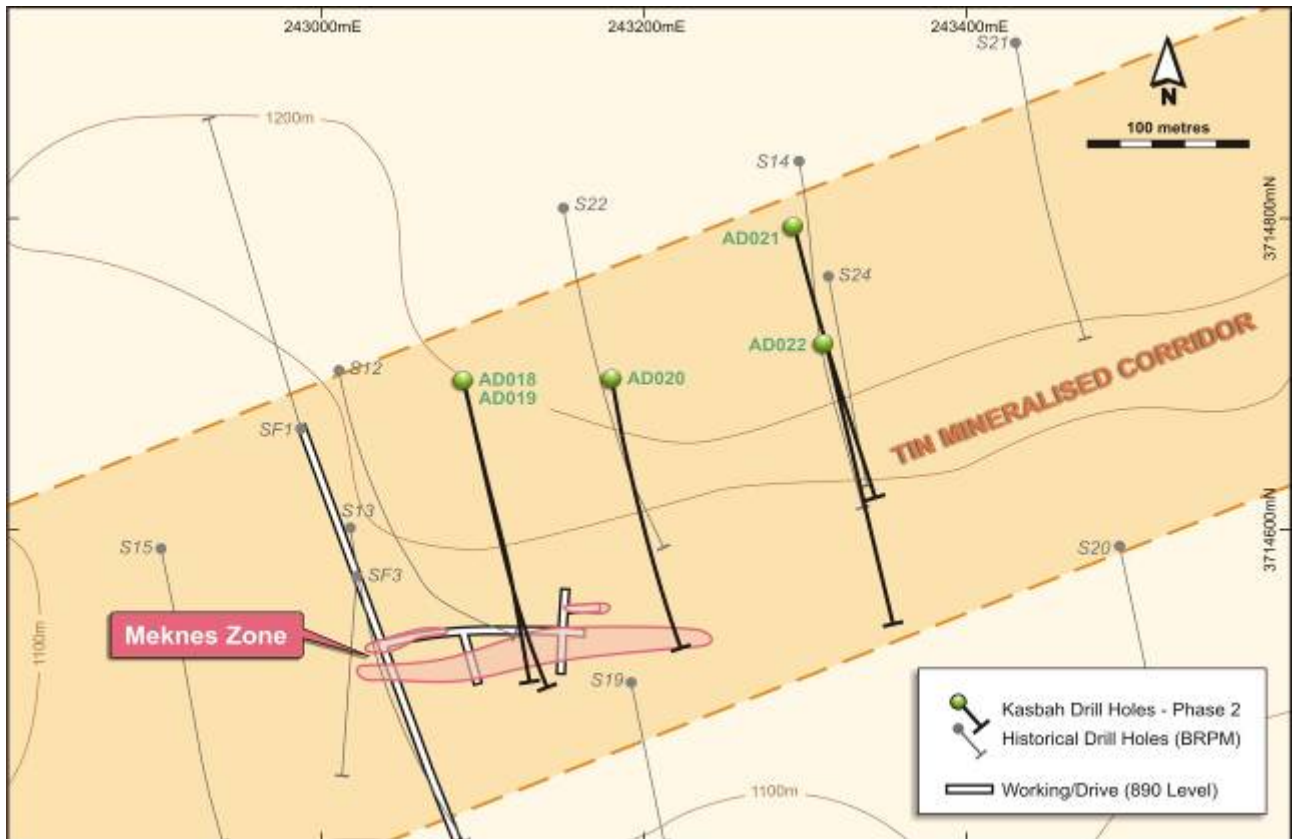 243000mE
243200mE
243400mE
S21
N
100 metres
1200m
S14
S22
3714800mN
AD021
S24
AD022
S12
AD018
AD019
AD020
TIN MINERALISED CORRIDOR
SF1
S13
S15
SF3
S20
3714600mN
Meknes Zone
1100m
S19
Kasbah Drill Holes - Phase 2
Historical Drill Holes (BRPM)
Working/Drive (890 Level)
1100m